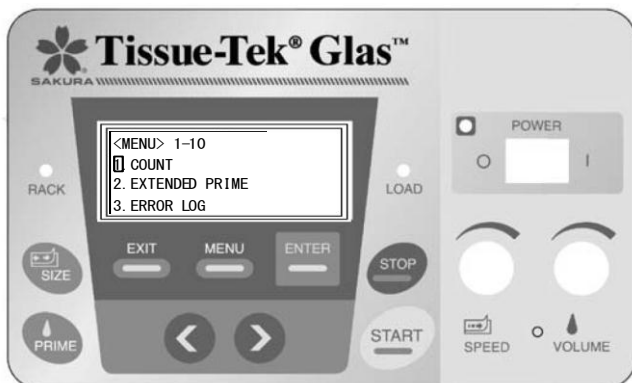 Tissue-Tek® Glas™
SAKURA
<MENU> 1-10
1. COUNT
2. EXTENDED PRIME
3. ERROR LOG
RACK
LOAD
POWER
O
I
EXIT
MENU
ENTER
SIZE
STOP
PRIME
START
SPEED
VOLUME